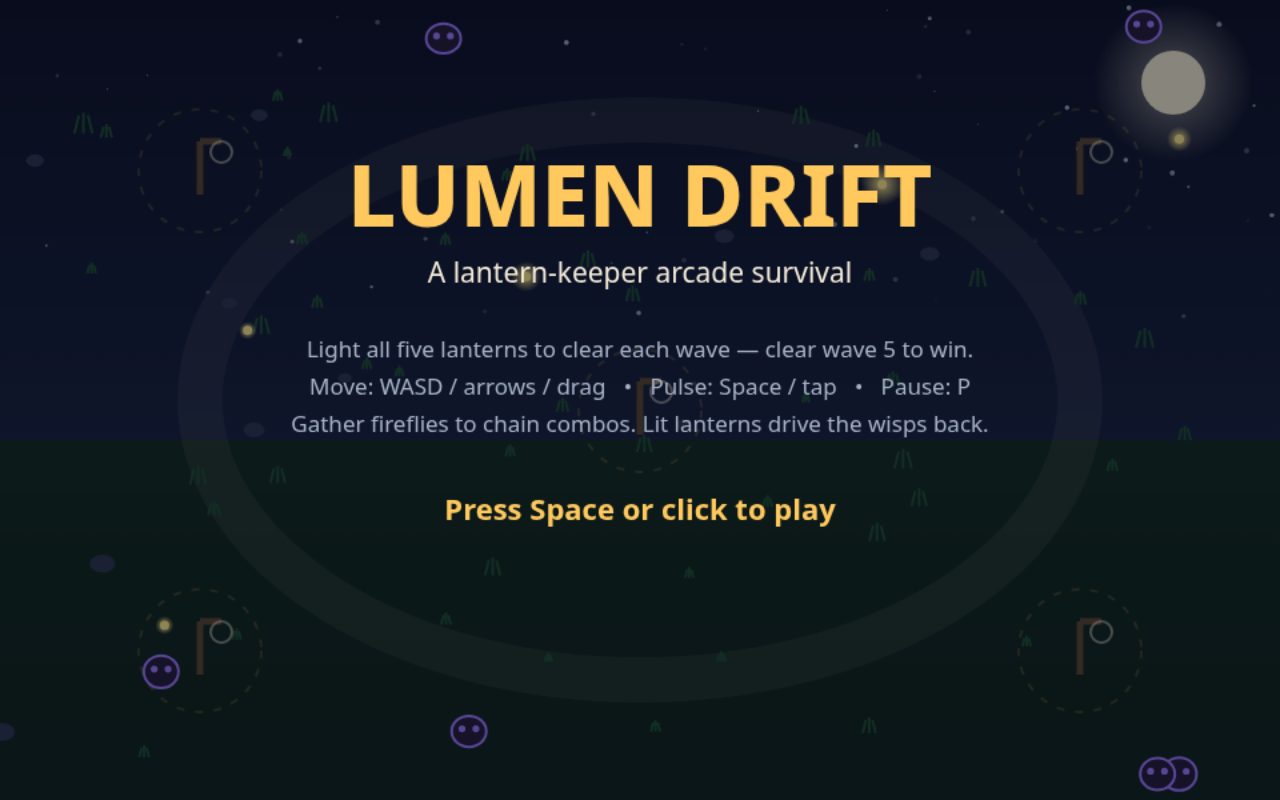 LUMEN DRIFT
A lantern-keeper arcade survival
Light all five lanterns to clear each wave — clear wave 5 to win.
Move: WASD / arrows / drag • Pulse: Space / tap • Pause: P
Gather fireflies to chain combos. Lit lanterns drive the wisps back.
Press Space or click to play